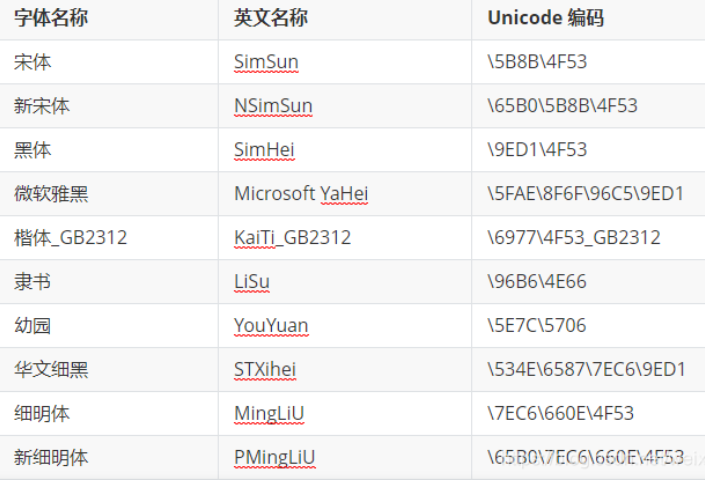 字体名称 英文名称 Unicode 编码
宋体 SimSun \5B8B\4F53
新宋体 NSimSun \65B0\5B8B\4F53
黑体 SimHei \9ED1\4F53
微软雅黑 Microsoft YaHei \5FAE\8F6F\96C5\9ED1
楷体_GB2312 KaiTi_GB2312 \6977\4F53_GB2312
隶书 LiSu \96B6\4E66
幼园 YouYuan \5E7C\5706
华文细黑 STXihei \534E\6587\7EC6\9ED1
细明体 MingLiU \7EC6\660E\4F53
新细明体 PMingLiU \65B0\7EC6\660E\4F53